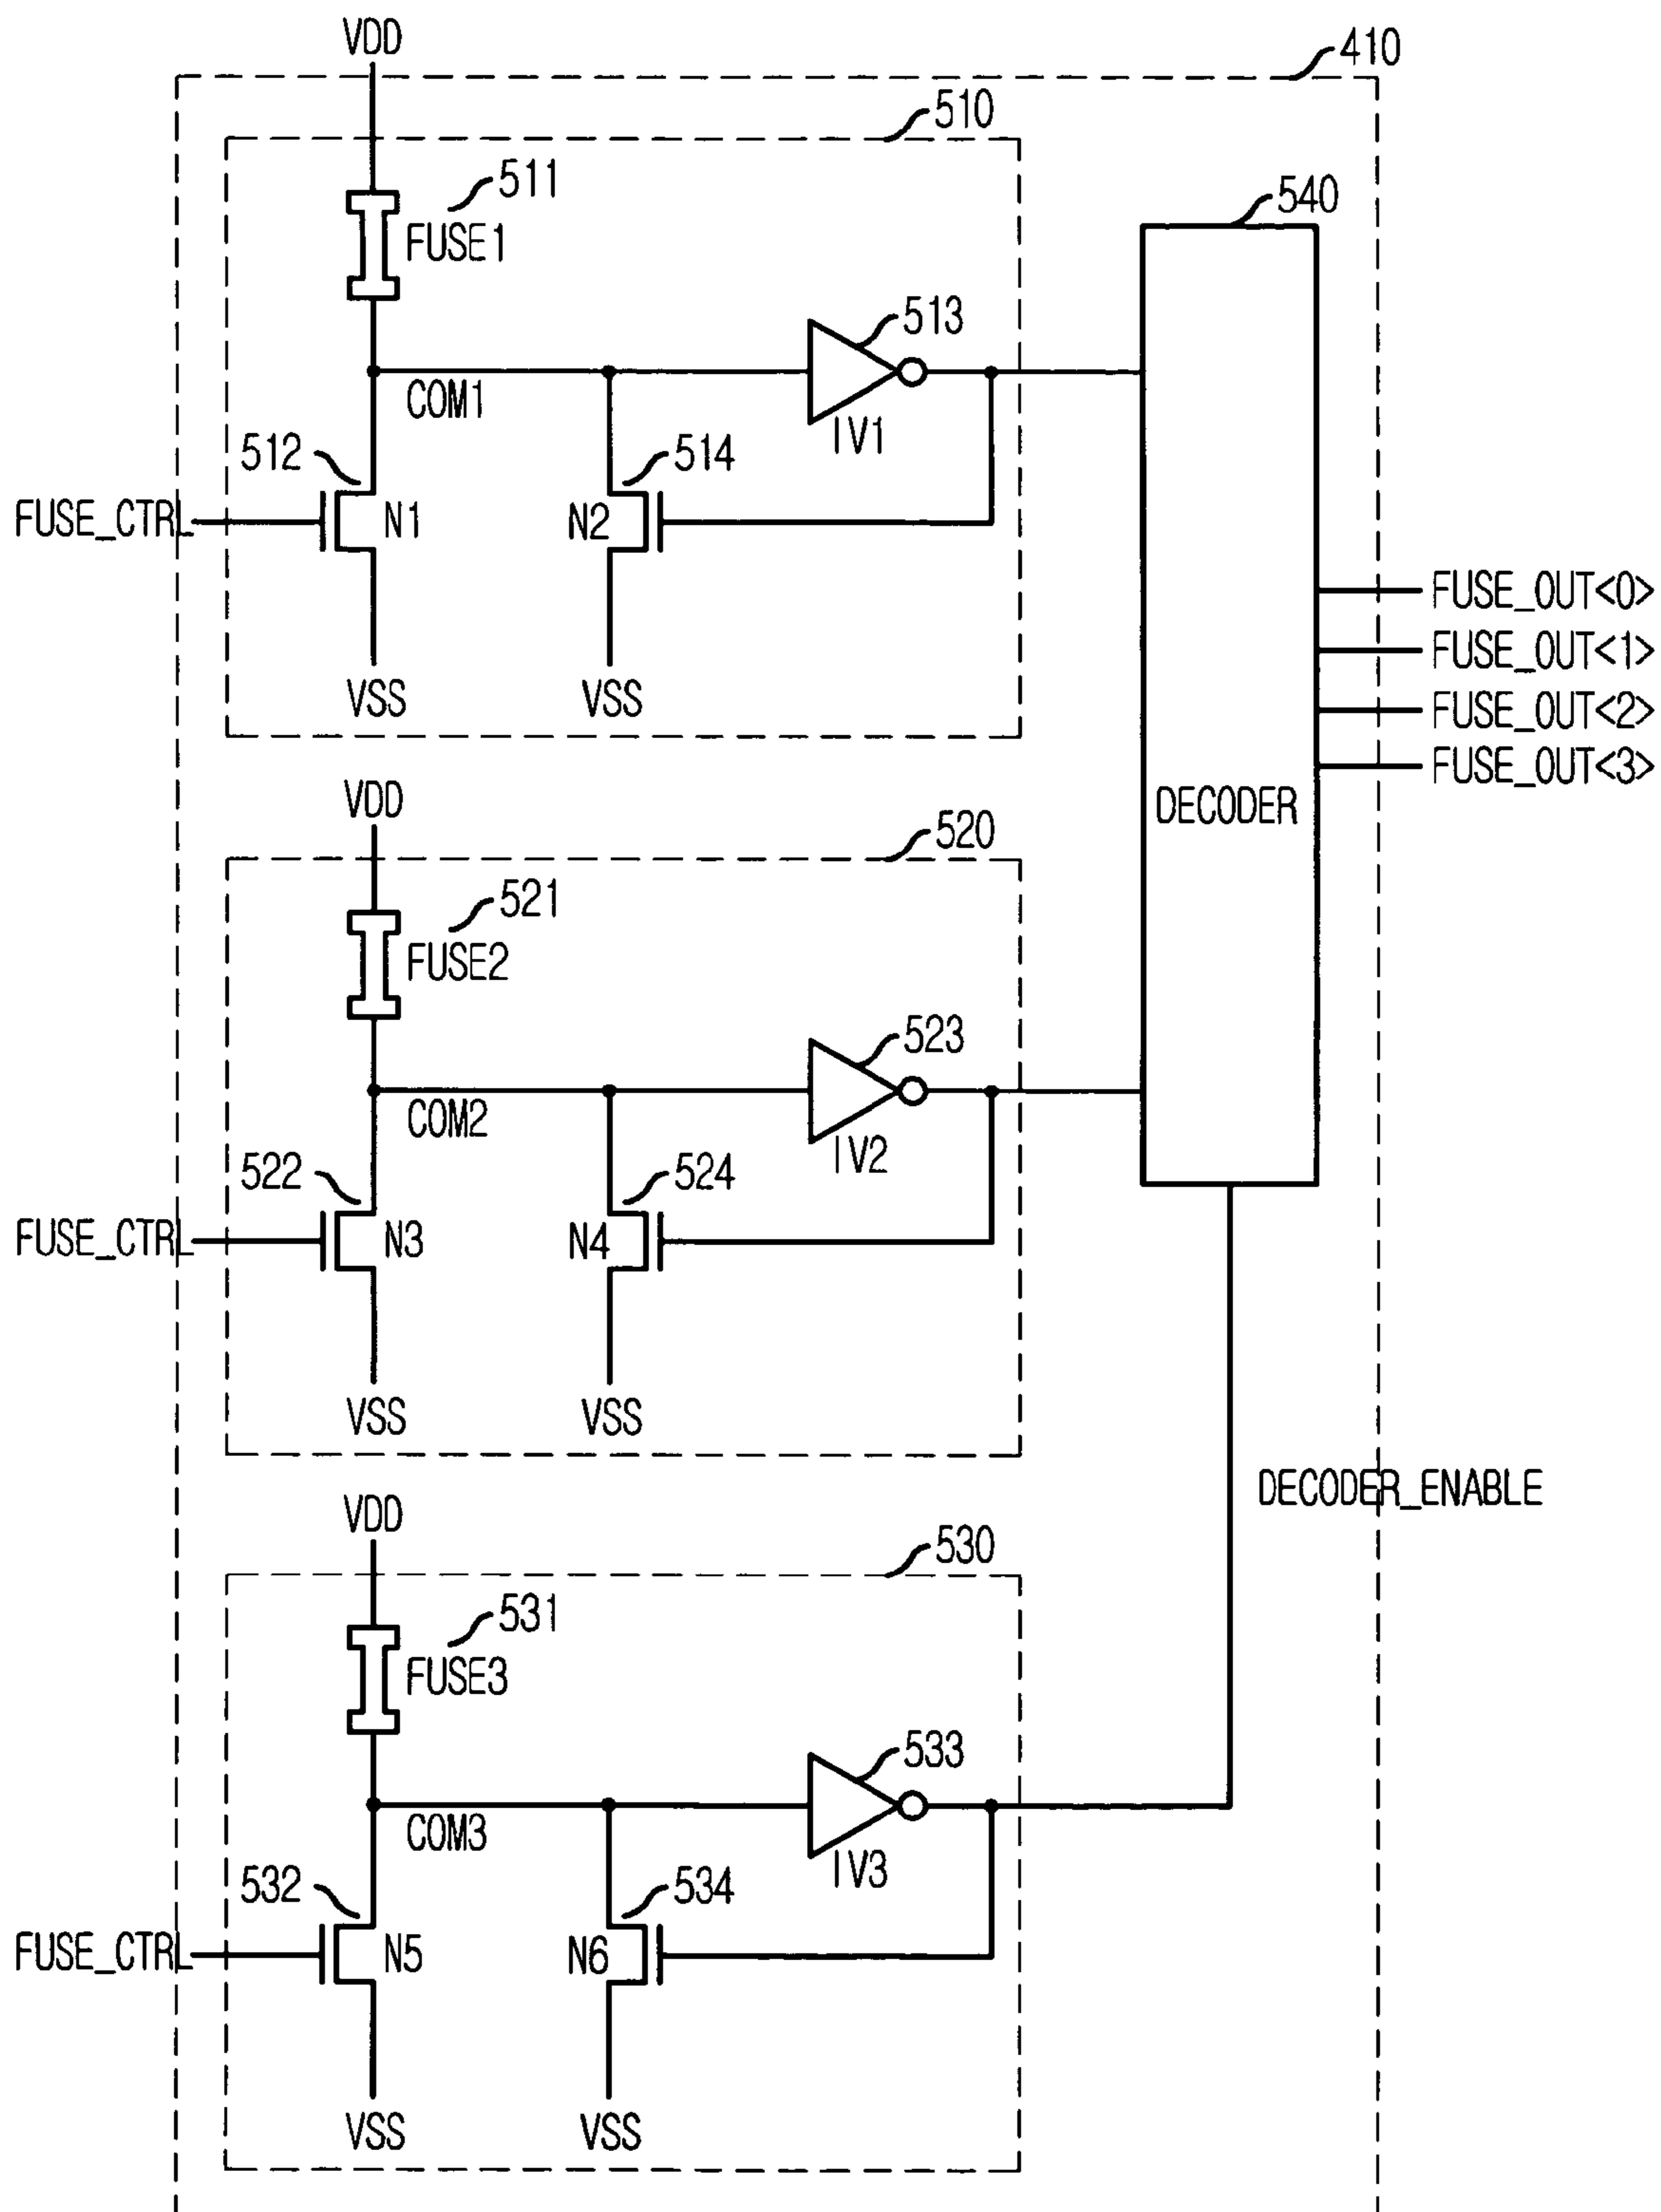 VDD
410
510
511
540
FUSE1
513
COM1
IV1
512
514
FUSE_CTRL
N1
N2
FUSE_OUT<0>
FUSE_OUT<1>
VSS
VSS
FUSE_OUT<2>
FUSE_OUT<3>
VDD
DECODER
520
521
FUSE2
523
COM2
IV2
522
524
FUSE_CTRL
N3
N4
VSS
VSS
DECODER_ENABLE
VDD
530
531
FUSE3
533
COM3
IV3
532
534
FUSE_CTRL
N5
N6
VSS
VSS